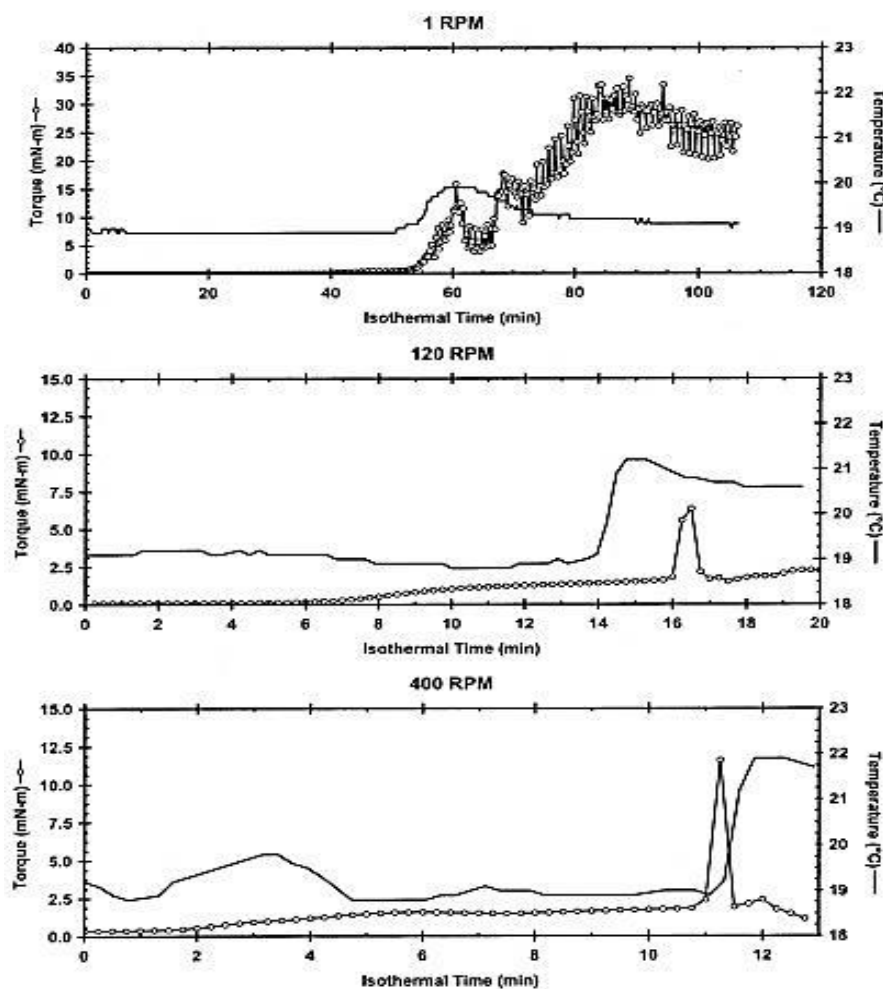 1 RPM
40
35
30
25
20
15
10
5
0
Torque (mN-m)
23
22
21
20
19
18
Temperature (°C)
0 20 40 60 80 100 120
Isothermal Time (min)
120 RPM
15.0
12.5
10.0
7.5
5.0
2.5
0.0
Torque (mN-m)
23
22
21
20
19
18
Temperature (°C)
0 2 4 6 8 10 12 14 16 18 20
Isothermal Time (min)
400 RPM
15.0
12.5
10.0
7.5
5.0
2.5
0.0
Torque (mN-m)
23
22
21
20
19
18
Temperature (°C)
0 2 4 6 8 10 12
Isothermal Time (min)